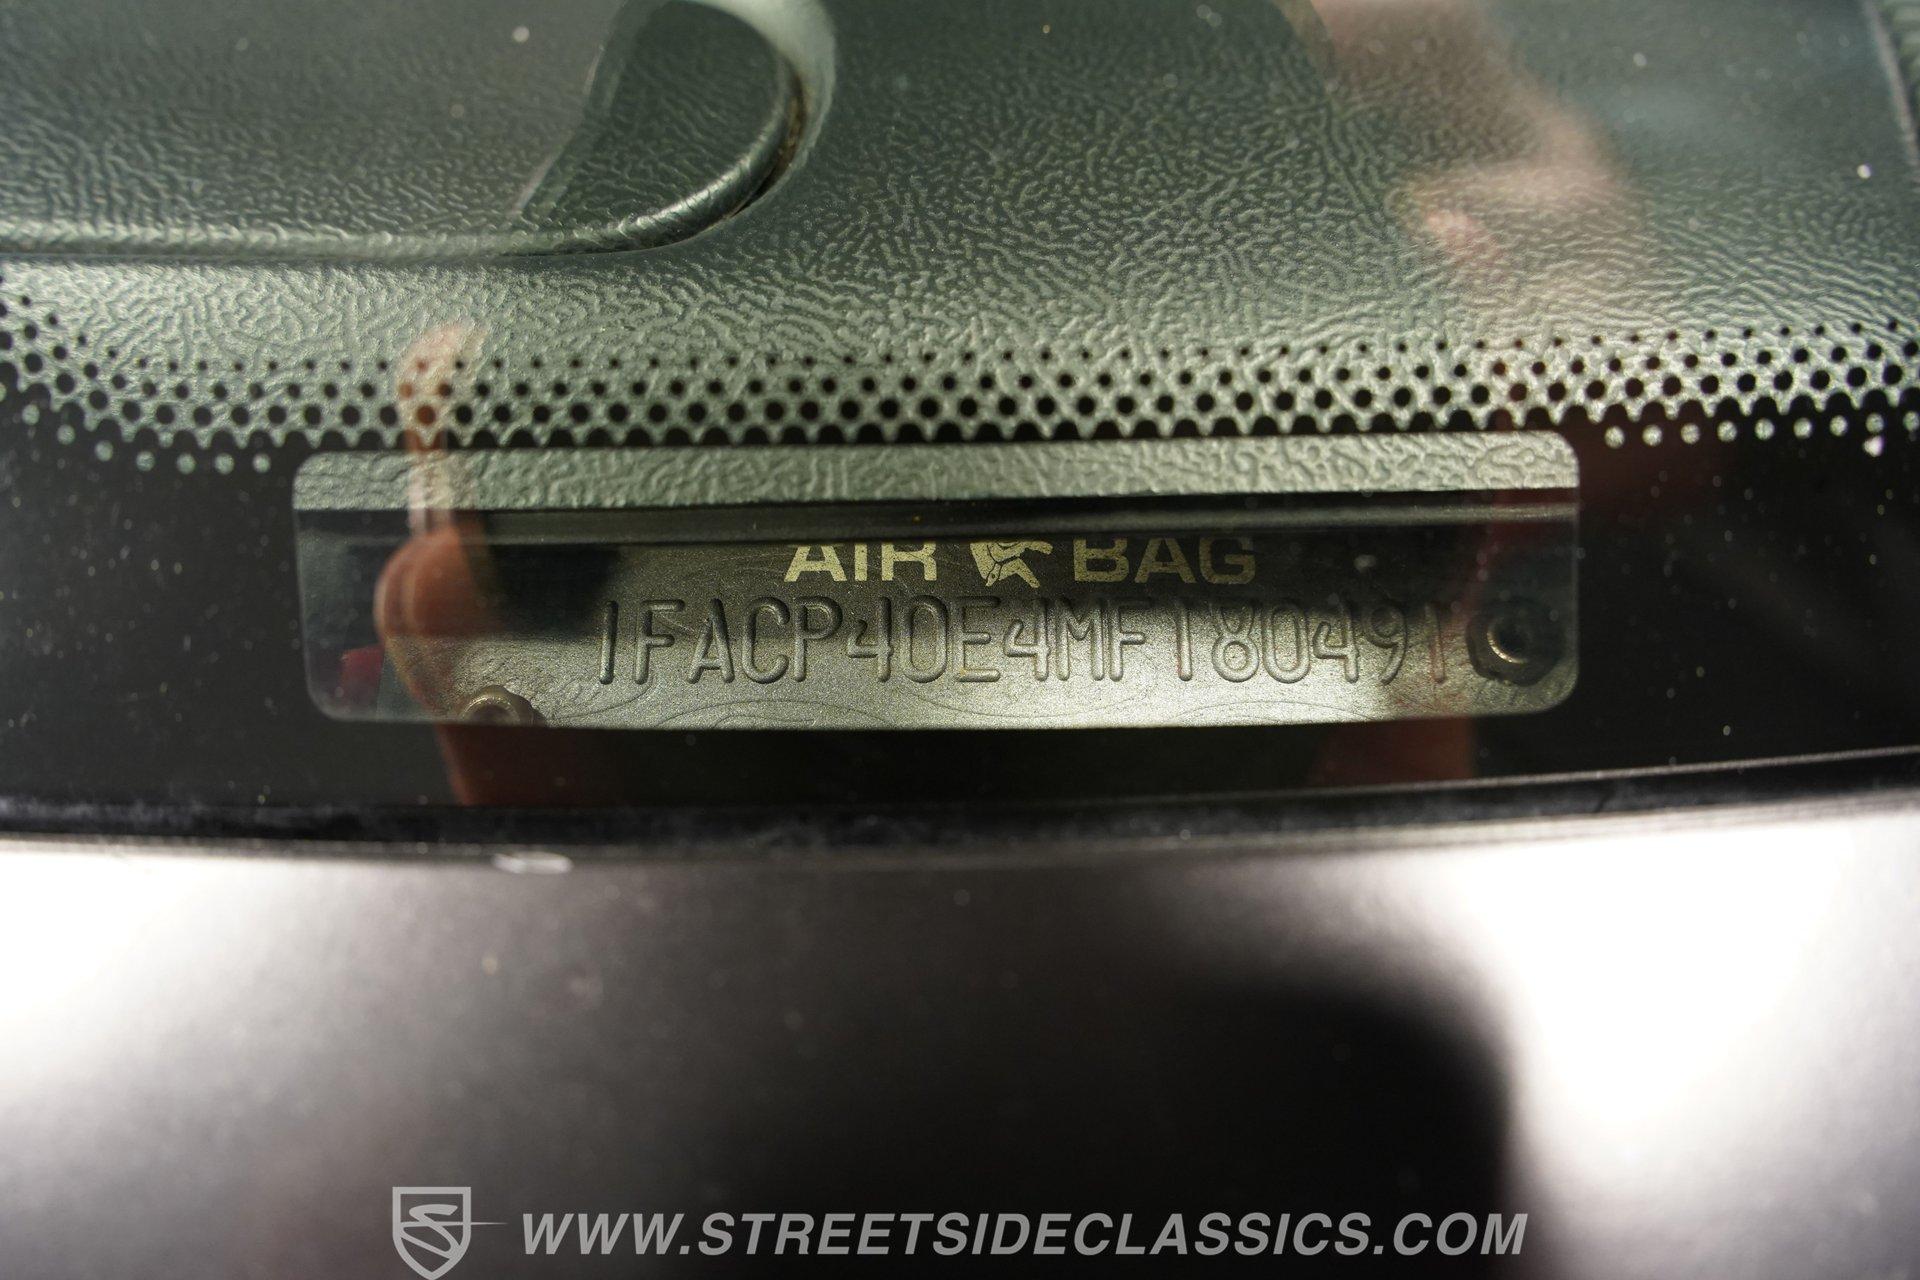 AIR BAG
1FACP40E4MF180491
WWW.STREETSIDECLASSICS.COM